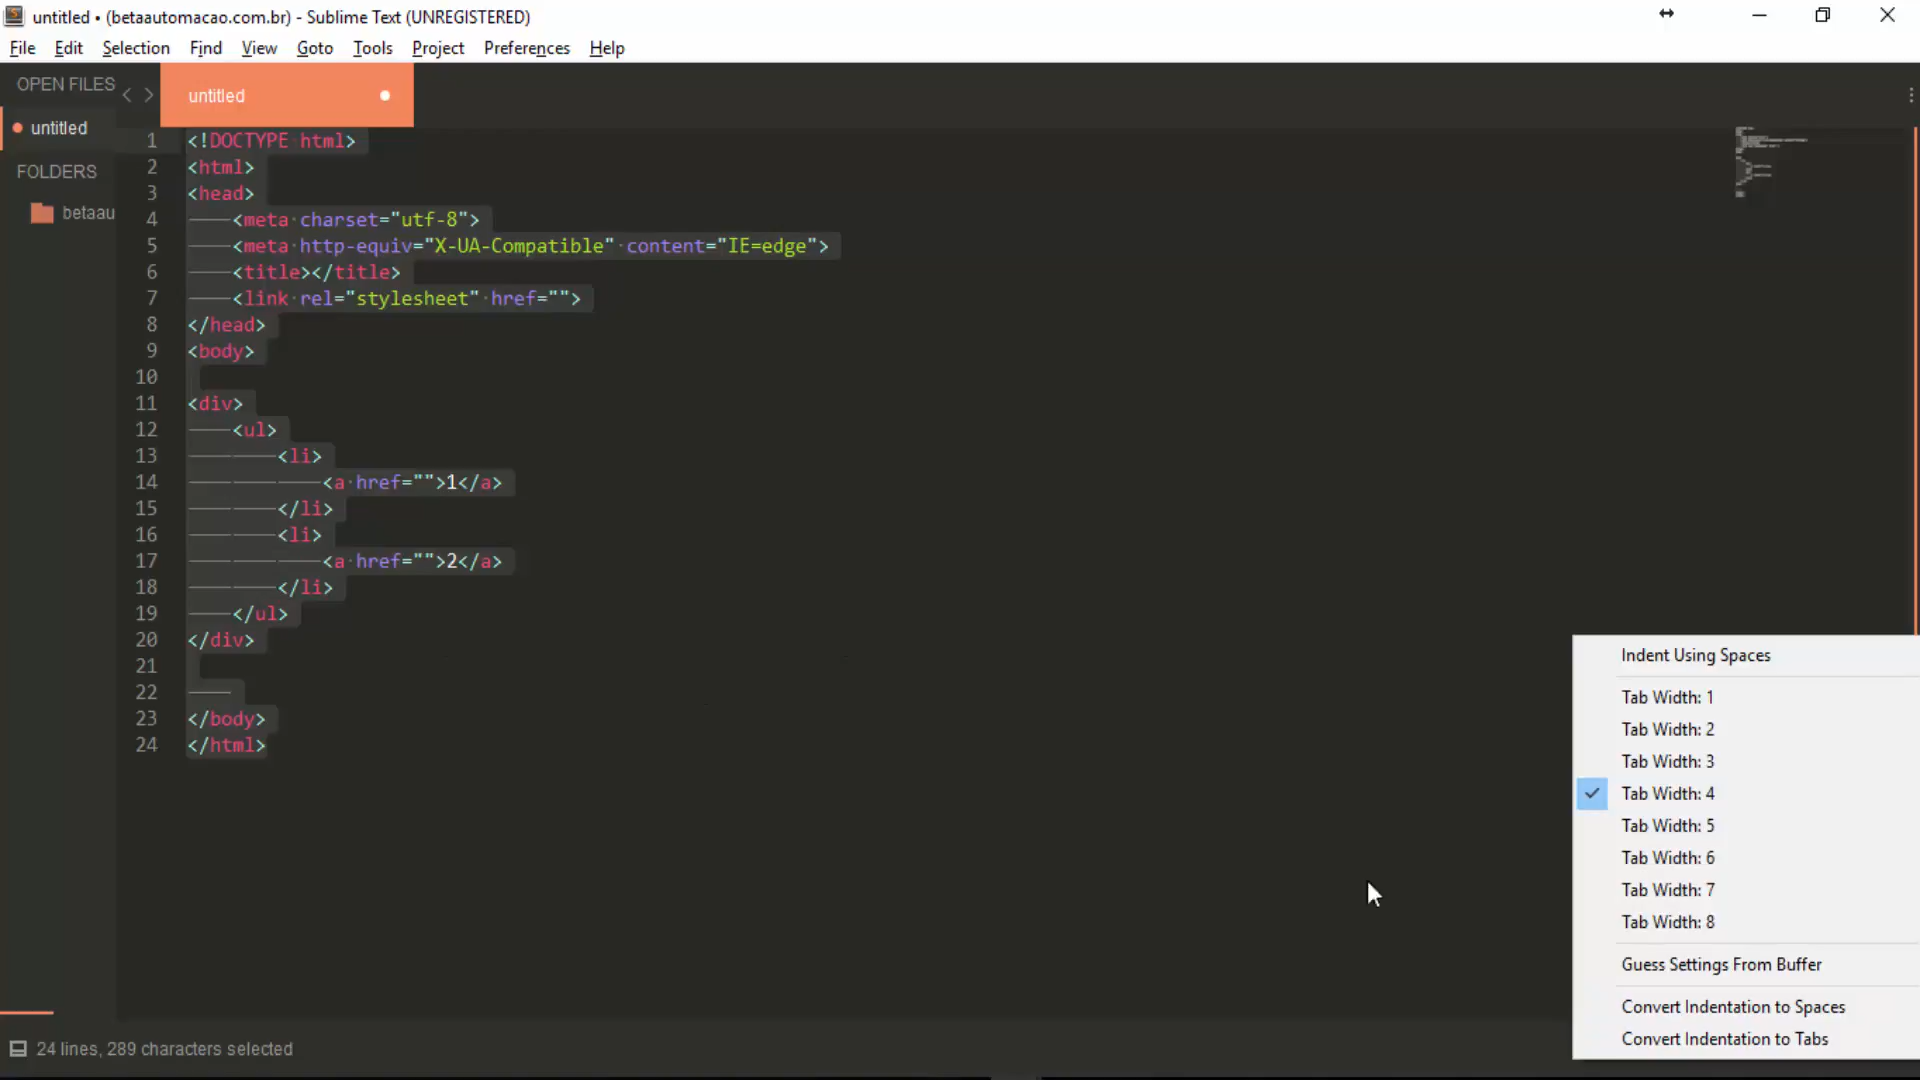 untitled • (betaautomacao.com.br) - Sublime Text (UNREGISTERED)
File Edit Selection Find View Goto Tools Project Preferences Help
OPEN FILES
untitled
untitled
FOLDERS
betaau
1 <!DOCTYPE html>
2 <html>
3 <head>
4 <meta charset="utf-8">
5 <meta http-equiv="X-UA-Compatible" content="IE=edge">
6 <title></title>
7 <link rel="stylesheet" href="">
8 </head>
9 <body>
10
11 <div>
12 <ul>
13 <li>
14 <a href="">1</a>
15 </li>
16 <li>
17 <a href="">2</a>
18 </li>
19 </ul>
20 </div>
21
22
23 </body>
24 </html>
Indent Using Spaces
Tab Width: 1
Tab Width: 2
Tab Width: 3
Tab Width: 4
Tab Width: 5
Tab Width: 6
Tab Width: 7
Tab Width: 8
Guess Settings From Buffer
Convert Indentation to Spaces
Convert Indentation to Tabs
24 lines, 289 characters selected